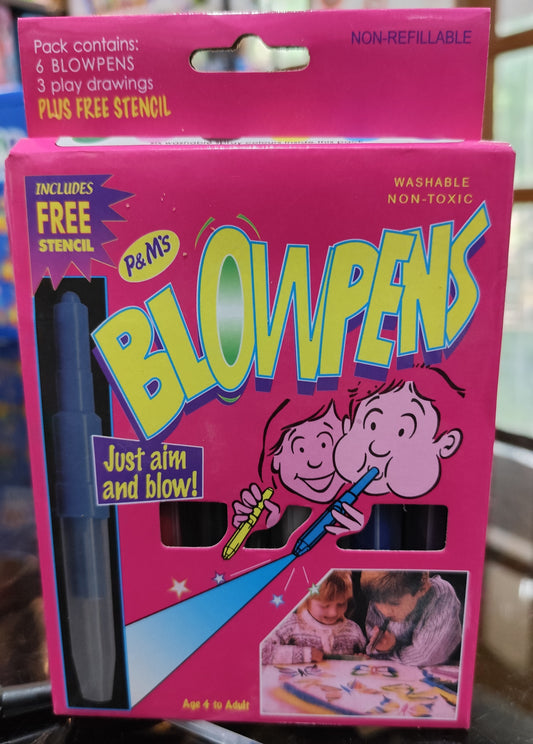 Pack contains:
6 BLOWPENS
3 play drawings
PLUS FREE STENCIL
NON-REFILLABLE
INCLUDES
FREE
STENCIL
WASHABLE
NON-TOXIC
P&M'S
BLOWPENS
Just aim
and blow!
Age 4 to Adult